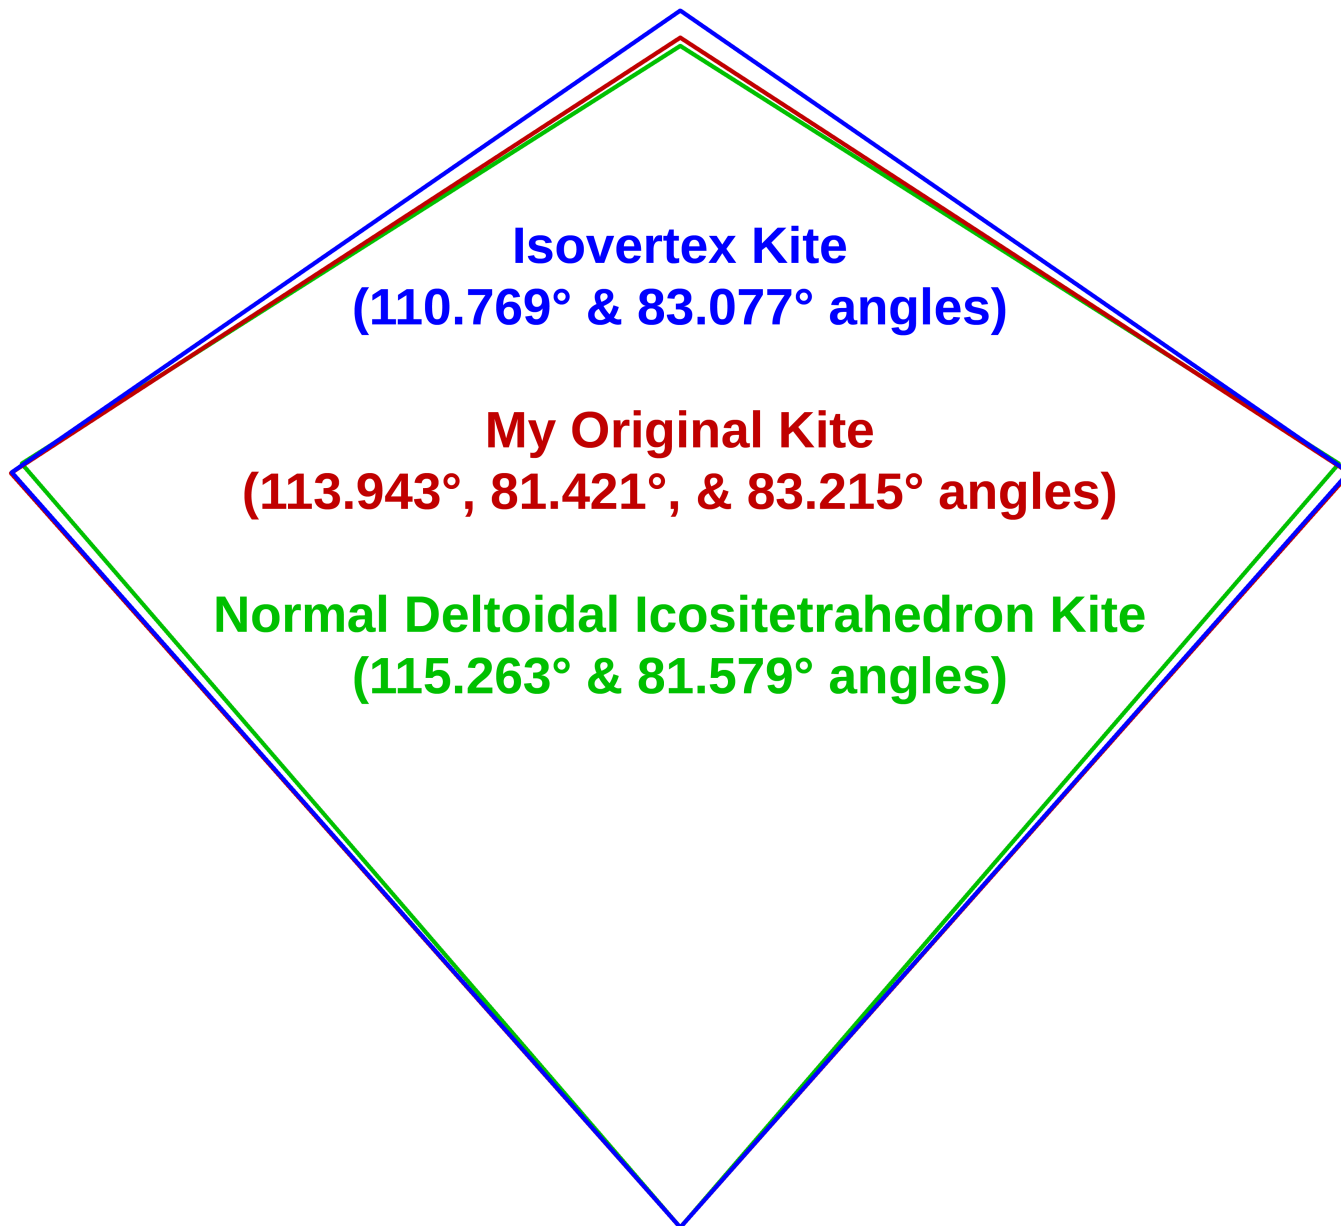 Isovertex Kite
(110.769° & 83.077° angles)
My Original Kite
(113.943°, 81.421°, & 83.215° angles)
Normal Deltoidal Icositetrahedron Kite
(115.263° & 81.579° angles)